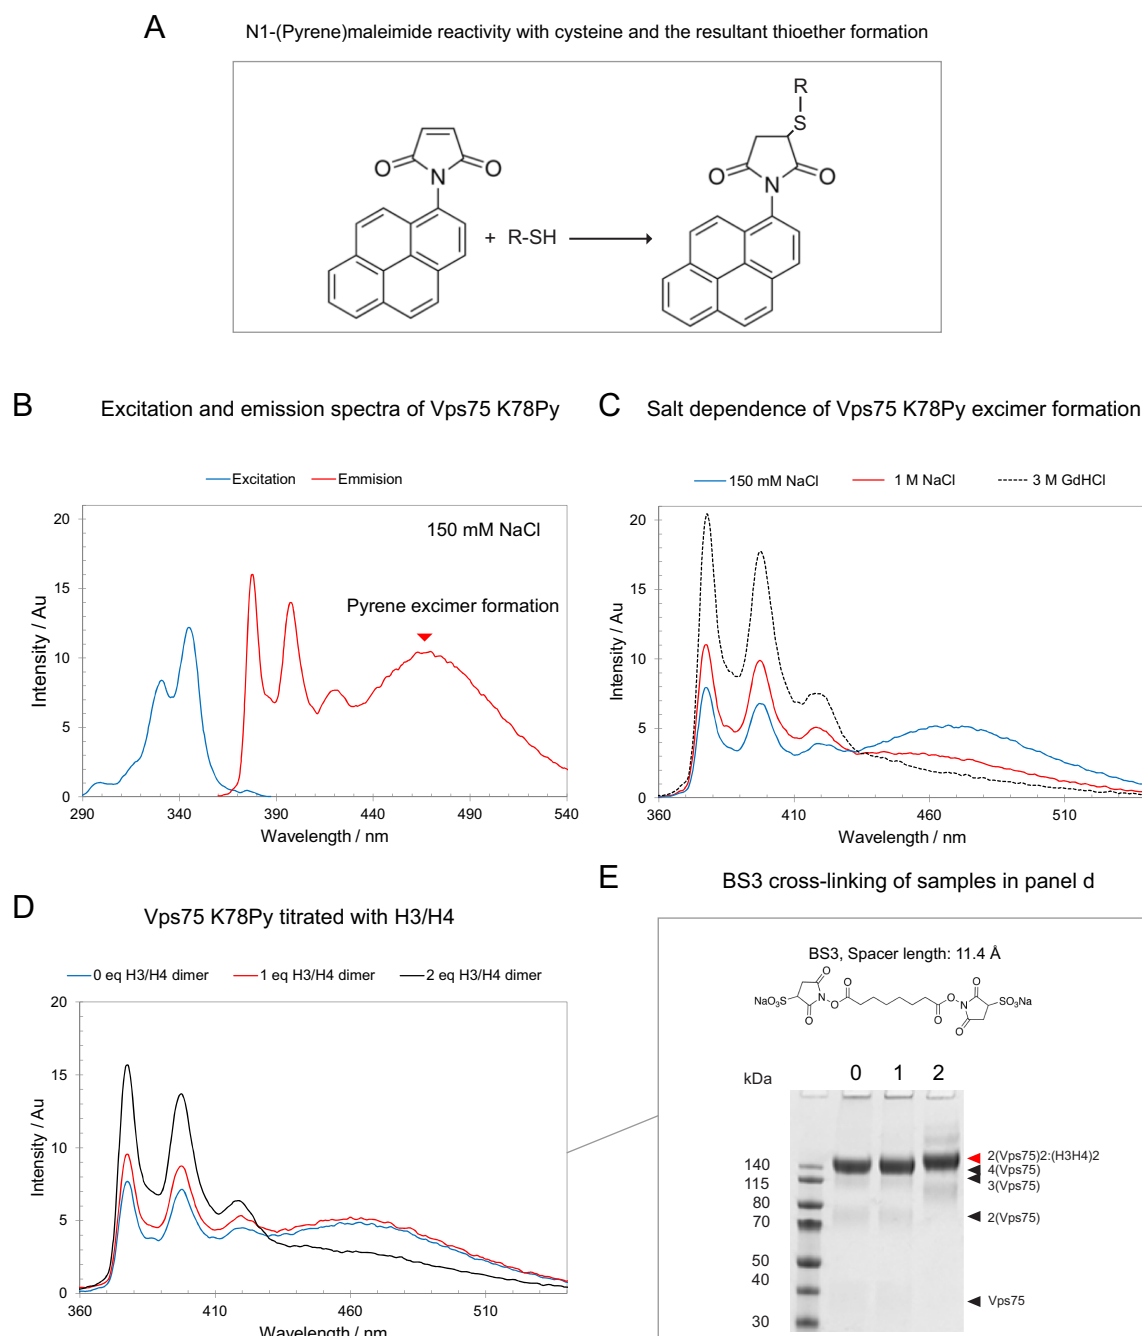 A
N1-(Pyrene)maleimide reactivity with cysteine and the resultant thioether formation
R
S
O N O
O N O
+ R-SH
B
Excitation and emission spectra of Vps75 K78Py
Excitation Emmision
150 mM NaCl
Pyrene excimer formation
Intensity / Au
20
15
10
5
0
290 340 390 440 490 540
Wavelength / nm
C
Salt dependence of Vps75 K78Py excimer formation
150 mM NaCl 1 M NaCl 3 M GdHCl
Intensity / Au
20
15
10
5
0
360 410 460 510
Wavelength / nm
D
Vps75 K78Py titrated with H3/H4
0 eq H3/H4 dimer 1 eq H3/H4 dimer 2 eq H3/H4 dimer
Intensity / Au
20
15
10
5
0
360 410 460 510
Wavelength / nm
E
BS3 cross-linking of samples in panel d
BS3, Spacer length: 11.4 Å
NaO3S O O N O O O O N O O SO3Na
kDa 0 1 2
140
115
80
70
50
40
30
2(Vps75)2:(H3H4)2
4(Vps75)
3(Vps75)
2(Vps75)
Vps75